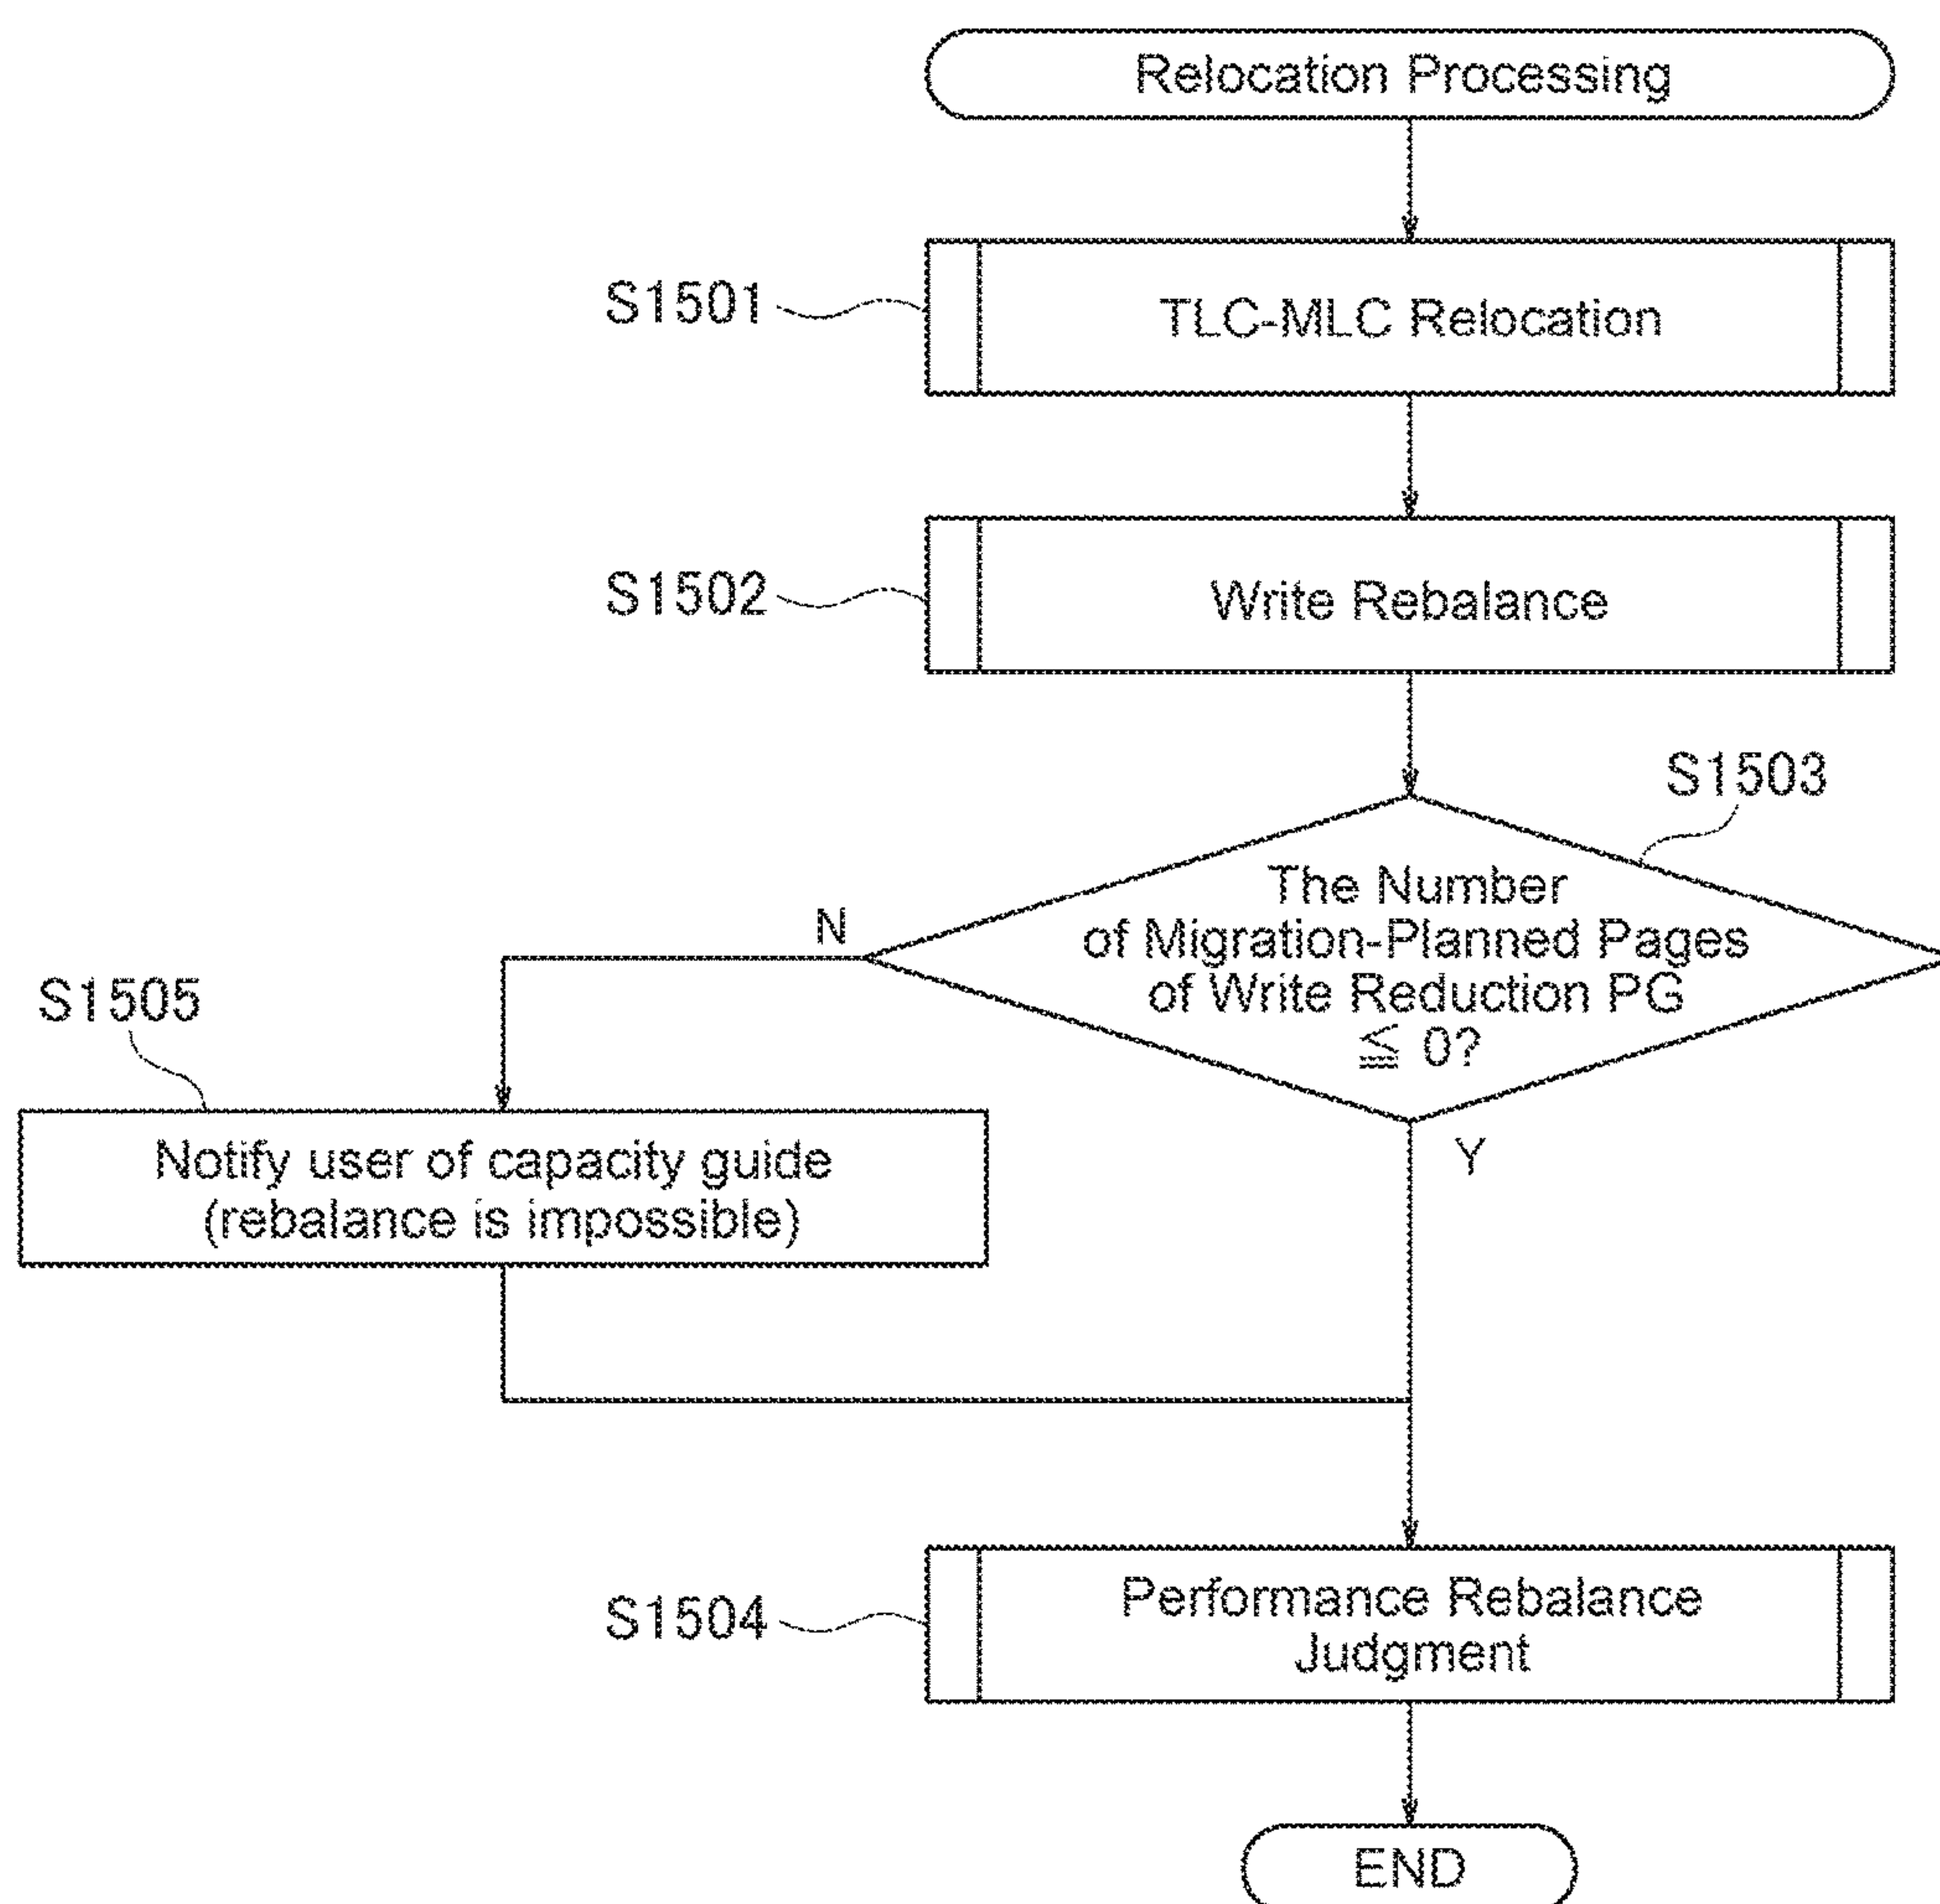 Relocation Processing
S1501
TLC-MLC Relocation
S1502
Write Rebalance
S1503
The Number
of Migration-Planned Pages
of Write Reduction PG
≦ 0?
N
Y
S1505
Notify user of capacity guide
(rebalance is impossible)
S1504
Performance Rebalance
Judgment
END